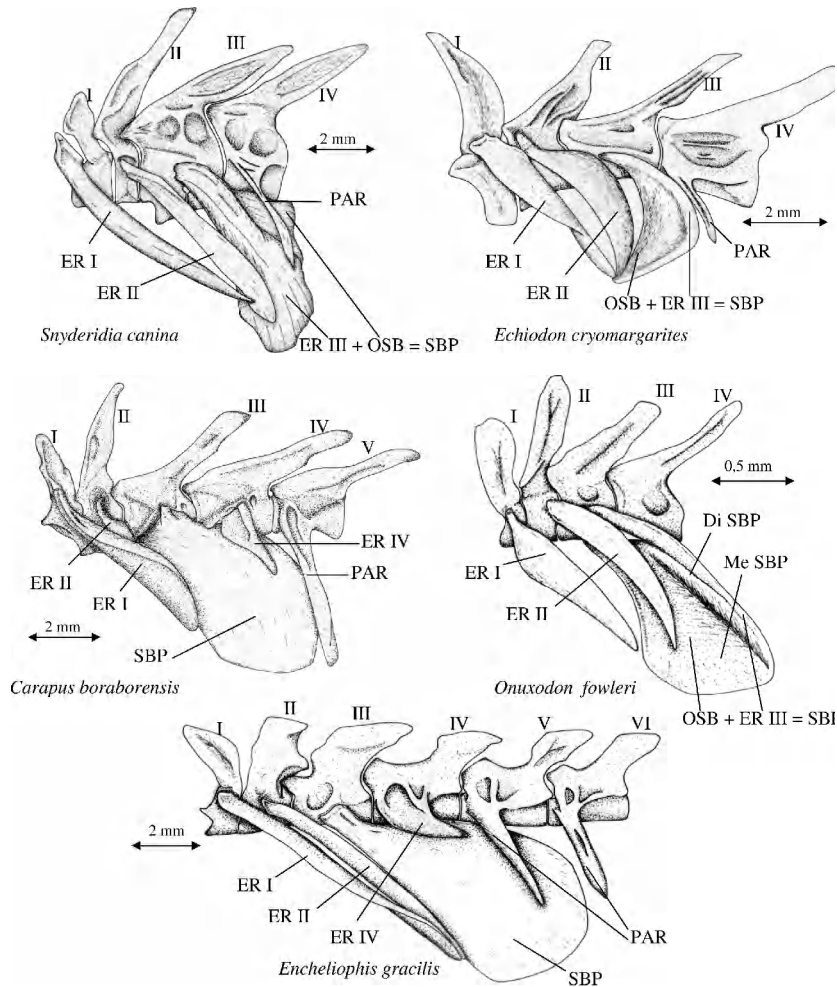 I
II
III
IV
2 mm
PAR
ER I
ER II
ER III + OSB = SBP
Snyderidia canina
I
II
III
IV
2 mm
PAR
ER I
ER II
OSB + ER III = SBP
Echiodon cryomargarites
I
II
III
IV
V
ER IV
PAR
ER II
ER I
2 mm
SBP
Carapus boraborensis
I
II
III
IV
0.5 mm
Di SBP
Me SBP
ER I
ER II
OSB + ER III = SBP
Onuxodon fowleri
I
II
III
IV
V
VI
2 mm
ER I
ER II
ER IV
PAR
SBP
Encheliophis gracilis